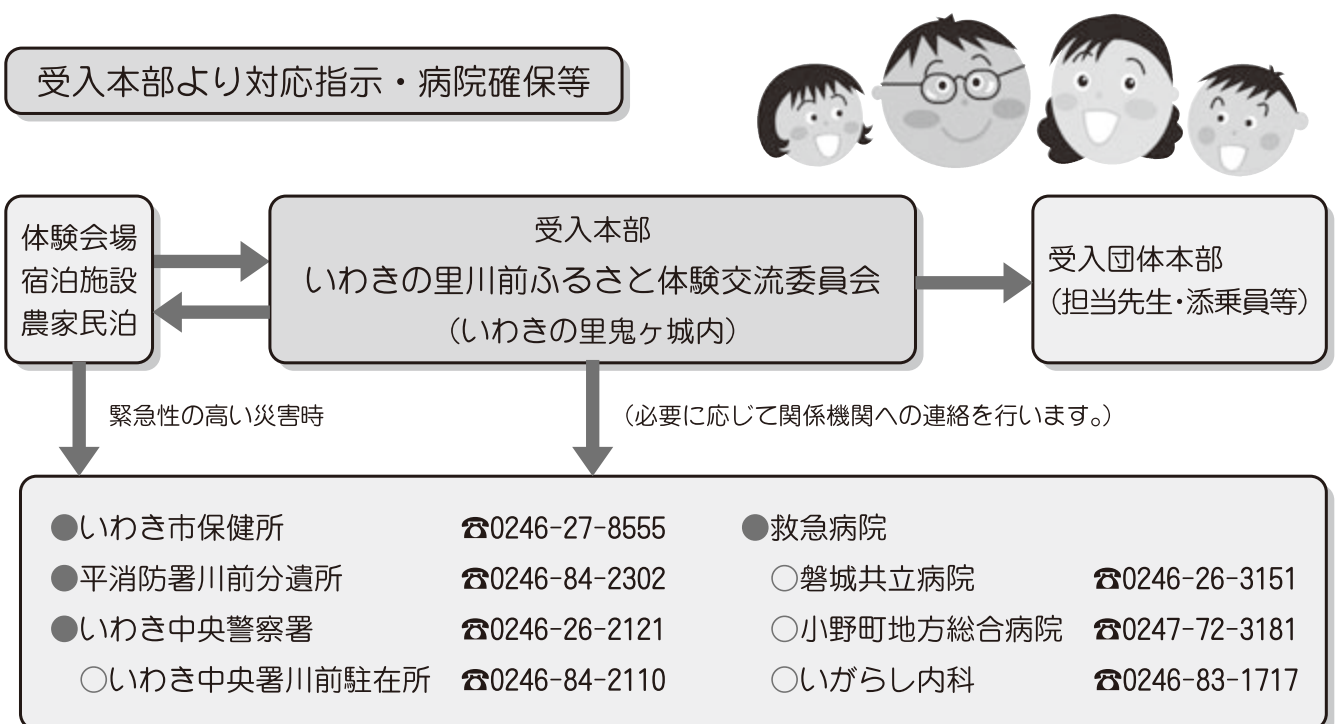 受入本部より対応指示・病院確保等
体験会場
宿泊施設
農家民泊
受入本部
いわきの里川前ふるさと体験交流委員会
（いわきの里鬼ヶ城内）
受入団体本部
（担当先生・添乗員等）
緊急性の高い災害時
（必要に応じて関係機関への連絡を行います。）
●いわき市保健所 ☎0246-27-8555
●平消防署川前分遺所 ☎0246-84-2302
●いわき中央警察署 ☎0246-26-2121
○いわき中央署川前駐在所 ☎0246-84-2110
●救急病院
○磐城共立病院 ☎0246-26-3151
○小野町地方総合病院 ☎0247-72-3181
○いがらし内科 ☎0246-83-1717